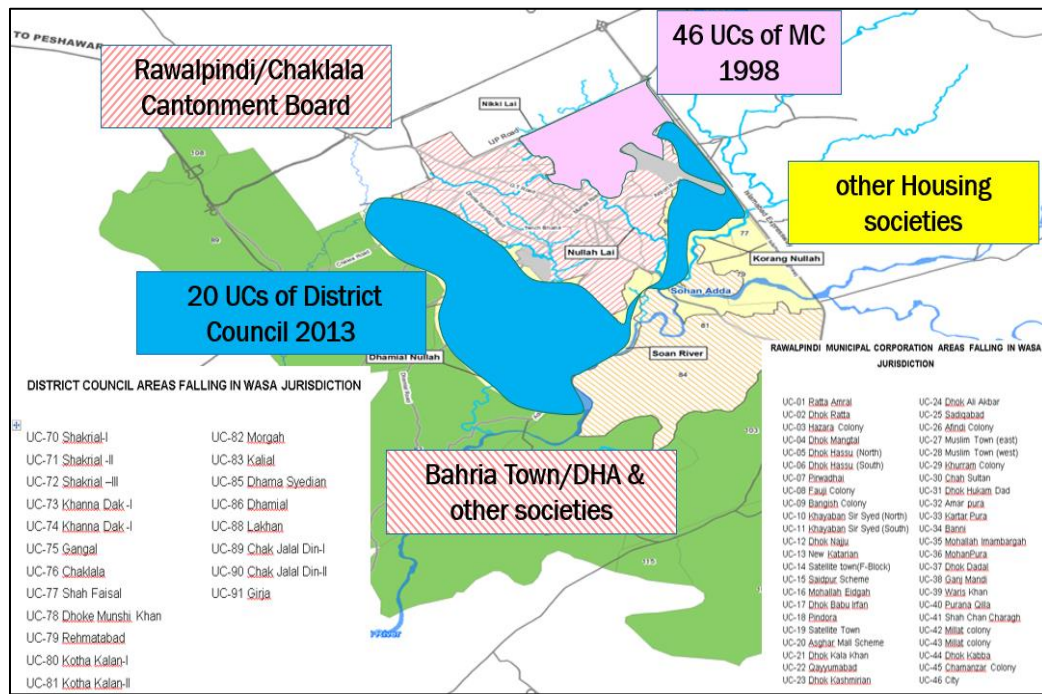 TO PESHAWAR
Rawalpindi/Chaklala
Cantonment Board
46 UCs of MC
1998
Nikki Lai
IJP Road
other Housing
societies
Islamabad Expressway
108
99
77
Nullah Lai
Korang Nullah
Sohan Adda
Chakra Road
20 UCs of District
Council 2013
81
Dhamial Nullah
Soan River
84
103
115
Bahria Town/DHA &
other societies
DISTRICT COUNCIL AREAS FALLING IN WASA JURISDICTION
UC-70 Shakrial-I
UC-71 Shakrial -II
UC-72 Shakrial –III
UC-73 Khanna Dak -I
UC-74 Khanna Dak -I
UC-75 Gangal
UC-76 Chaklala
UC-77 Shah Faisal
UC-78 Dhoke Munshi Khan
UC-79 Rehmatabad
UC-80 Kotha Kalan-I
UC-81 Kotha Kalan-II
UC-82 Morgah
UC-83 Kalial
UC-85 Dhama Syedian
UC-86 Dhamial
UC-88 Lakhan
UC-89 Chak Jalal Din-I
UC-90 Chak Jalal Din-II
UC-91 Girja
RAWALPINDI MUNICIPAL CORPORATION AREAS FALLING IN WASA
JURISDICTION
UC-01 Ratta Amral
UC-02 Dhok Ratta
UC-03 Hazara Colony
UC-04 Dhok Mangtal
UC-05 Dhok Hassu (North)
UC-06 Dhok Hassu (South)
UC-07 Pirwadhai
UC-08 Fauji Colony
UC-09 Bangish Colony
UC-10 Khayaban Sir Syed (North)
UC-11 Khayaban Sir Syed (South)
UC-12 Dhok Najju
UC-13 New Katarian
UC-14 Satellite town(F-Block)
UC-15 Saidpur Scheme
UC-16 Mohallah Eidgah
UC-17 Dhok Babu Irfan
UC-18 Pindora
UC-19 Satellite Town
UC-20 Asghar Mall Scheme
UC-21 Dhok Kala Khan
UC-22 Qayyumabad
UC-23 Dhok Kashmirian
UC-24 Dhok Ali Akbar
UC-25 Sadiqabad
UC-26 Afindi Colony
UC-27 Muslim Town (east)
UC-28 Muslim Town (west)
UC-29 Khurram Colony
UC-30 Chah Sultan
UC-31 Dhok Hukam Dad
UC-32 Amar pura
UC-33 Kartar Pura
UC-34 Banni
UC-35 Mohallah Imambargah
UC-36 MohanPura
UC-37 Dhok Dadal
UC-38 Ganj Mandi
UC-39 Waris Khan
UC-40 Purana Qilla
UC-41 Shah Chan Charagh
UC-42 Millat colony
UC-43 Millat colony
UC-44 Dhok Kabba
UC-45 Chamanzar Colony
UC-46 City